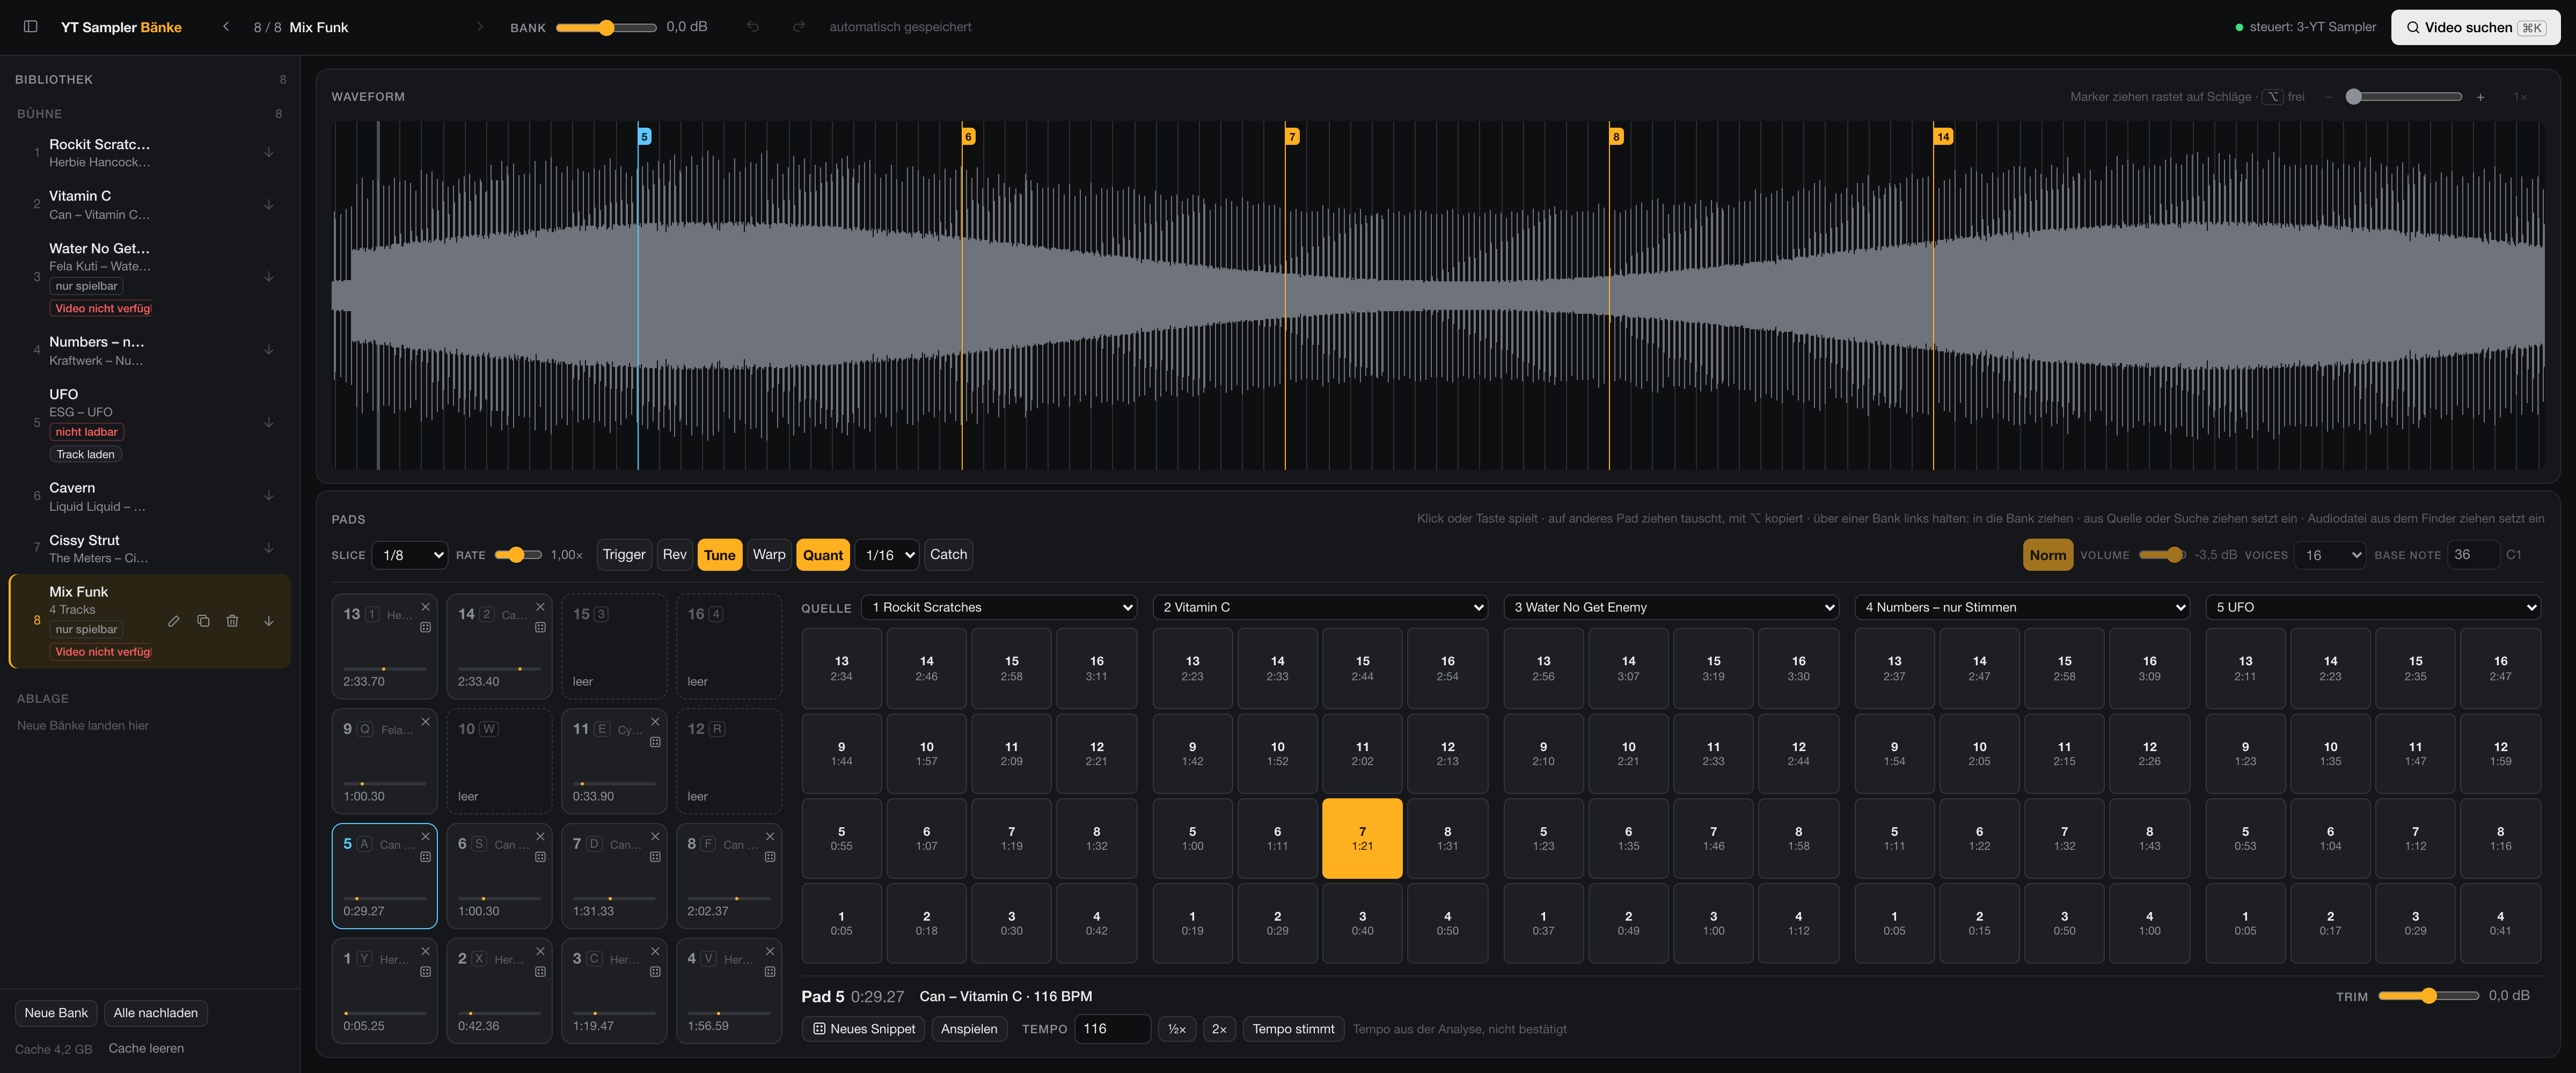 YT Sampler Bänke
8 / 8 Mix Funk
BANK 0,0 dB
automatisch gespeichert
steuert: 3-YT Sampler
Video suchen ⌘K
BIBLIOTHEK 8
BÜHNE 8
1 Rockit Scratc…
Herbie Hancock…
2 Vitamin C
Can – Vitamin C…
3 Water No Get…
Fela Kuti – Wate…
nur spielbar
Video nicht verfüg
4 Numbers – n…
Kraftwerk – Nu…
5 UFO
ESG – UFO
nicht ladbar
Track laden
6 Cavern
Liquid Liquid – …
7 Cissy Strut
The Meters – Ci…
8 Mix Funk
4 Tracks
nur spielbar
Video nicht verfüg
ABLAGE
Neue Bänke landen hier
Neue Bank Alle nachladen
Cache 4,2 GB Cache leeren
WAVEFORM
Marker ziehen rastet auf Schläge · ⌥ frei − + 1×
5 6 7 8 14
PADS
Klick oder Taste spielt · auf anderes Pad ziehen tauscht, mit ⌥ kopiert · über einer Bank links halten: in die Bank ziehen · aus Quelle oder Suche ziehen setzt ein · Audiodatei aus dem Finder ziehen setzt ein
SLICE 1/8 RATE 1,00× Trigger Rev Tune Warp Quant 1/16 Catch
Norm VOLUME -3,5 dB VOICES 16 BASE NOTE 36 C1
13 1 He… 14 2 Ca… 15 3 16 4
2:33.70 2:33.40 leer leer
9 Q Fela… 10 W 11 E Cy… 12 R
1:00.30 leer 0:33.90 leer
5 A Can … 6 S Can … 7 D Can… 8 F Can …
0:29.27 1:00.30 1:31.33 2:02.37
1 Y Her… 2 X Her… 3 C Her… 4 V Her…
0:05.25 0:42.36 1:19.47 1:56.59
QUELLE 1 Rockit Scratches
13 14 15 16
2:34 2:46 2:58 3:11
9 10 11 12
1:44 1:57 2:09 2:21
5 6 7 8
0:55 1:07 1:19 1:32
1 2 3 4
0:05 0:18 0:30 0:42
2 Vitamin C
13 14 15 16
2:23 2:33 2:44 2:54
9 10 11 12
1:42 1:52 2:02 2:13
5 6 7 8
1:00 1:11 1:21 1:31
1 2 3 4
0:19 0:29 0:40 0:50
3 Water No Get Enemy
13 14 15 16
2:56 3:07 3:19 3:30
9 10 11 12
2:10 2:21 2:33 2:44
5 6 7 8
1:23 1:35 1:46 1:58
1 2 3 4
0:37 0:49 1:00 1:12
4 Numbers – nur Stimmen
13 14 15 16
2:37 2:47 2:58 3:09
9 10 11 12
1:54 2:05 2:15 2:26
5 6 7 8
1:11 1:22 1:32 1:43
1 2 3 4
0:05 0:15 0:50 1:00
5 UFO
13 14 15 16
2:11 2:23 2:35 2:47
9 10 11 12
1:23 1:35 1:47 1:59
5 6 7 8
0:53 1:04 1:12 1:16
1 2 3 4
0:05 0:17 0:29 0:41
Pad 5 0:29.27 Can – Vitamin C · 116 BPM
TRIM 0,0 dB
Neues Snippet Anspielen TEMPO 116 ½× 2× Tempo stimmt Tempo aus der Analyse, nicht bestätigt